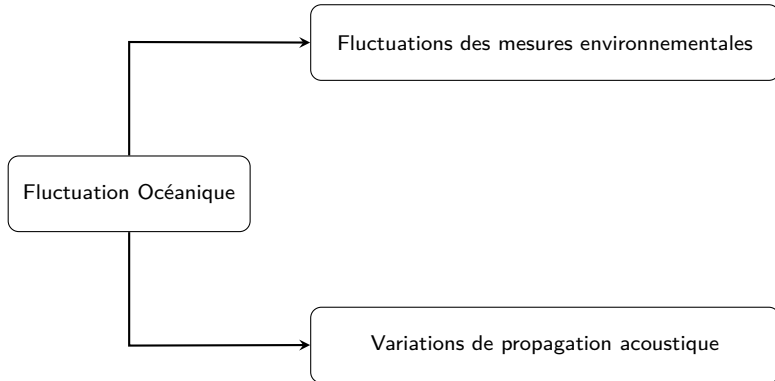 Fluctuations des mesures environnementales
Fluctuation Océanique
Variations de propagation acoustique